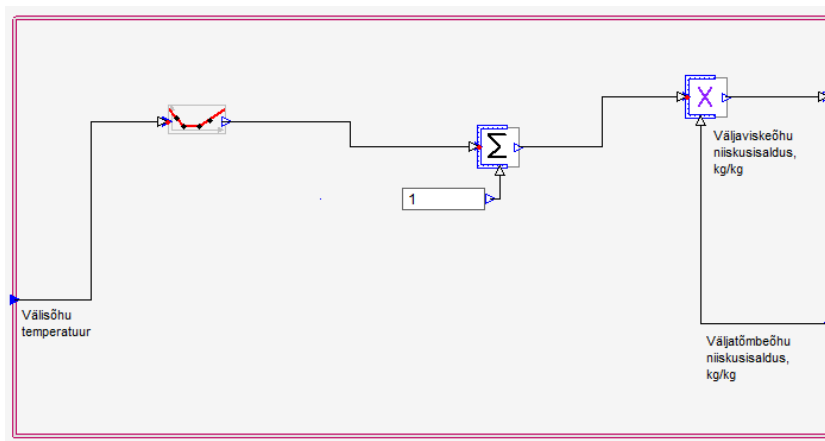 X
Σ
Väljaviskeõhu
niiskusisaldus,
kg/kg
1
Välisõhu
temperatuur
Väljatõmbeõhu
niiskusisaldus,
kg/kg